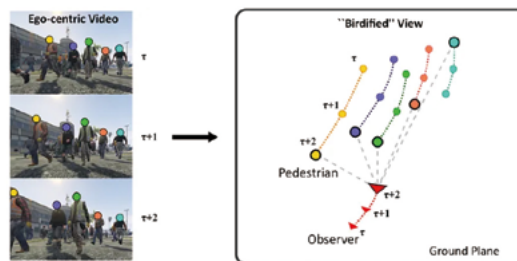 Ego-centric Video
τ
τ+1
τ+2
``Birdified" View
τ
τ+1
τ+2
Pedestrian
τ+2
τ+1
τ
Observer
Ground Plane